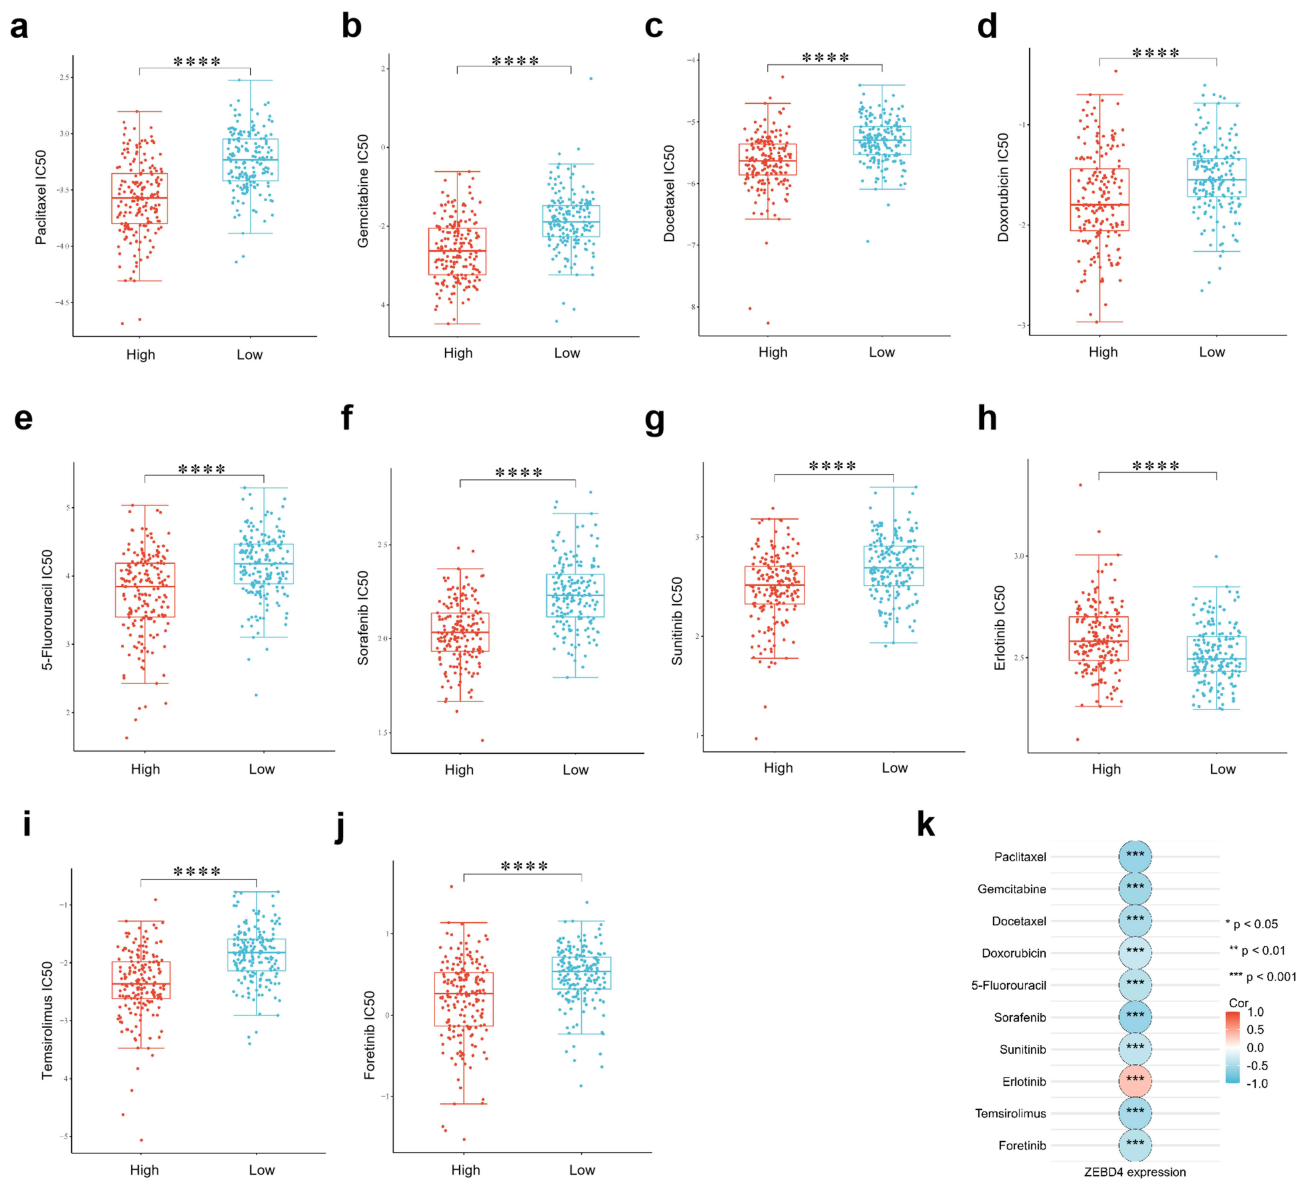 a
****
Paclitaxel IC50
2.5
3.0
-3.5
-4.0
-4.5
High Low
b
****
Gemcitabine IC50
2
0
-2
4
High Low
c
****
Docetaxel IC50
-4
-5
-6
-7
8
High Low
d
****
Doxorubicin IC50
-1
-2
-3
High Low
e
****
5-Fluorouracil IC50
5
4
3
2
High Low
f
****
Sorafenib IC50
2.5
2.0
1.5
High Low
g
****
Sunitinib IC50
3
2
1
High Low
h
****
Erlotinib IC50
3.0
2.5
High Low
i
****
Temsirolimus IC50
-1
-2
-3
-4
-5
High Low
j
****
Foretinib IC50
1
0
-1
High Low
k
Paclitaxel ***
Gemcitabine ***
Docetaxel ***
Doxorubicin ***
5-Fluorouracil ***
Sorafenib ***
Sunitinib ***
Erlotinib ***
Temsirolimus ***
Foretinib ***
ZEBD4 expression
* p < 0.05
** p < 0.01
*** p < 0.001
Cor
1.0
0.5
0.0
-0.5
-1.0